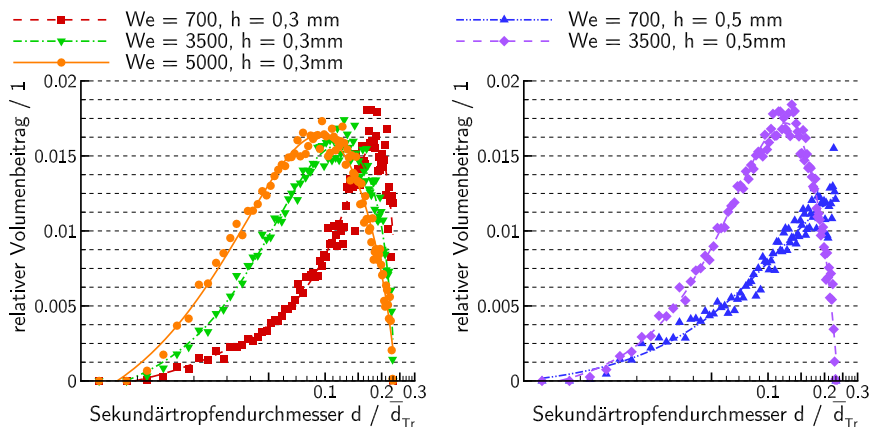 We = 700, h = 0,3 mm
We = 3500, h = 0,3mm
We = 5000, h = 0,3mm
We = 700, h = 0,5 mm
We = 3500, h = 0,5mm
relativer Volumenbeitrag / 1
0.02
0.015
0.01
0.005
0
0.1
0.2
0.3
Sekundärtropfendurchmesser d / d̅_Tr
relativer Volumenbeitrag / 1
0.02
0.015
0.01
0.005
0
0.1
0.2
0.3
Sekundärtropfendurchmesser d / d̅_Tr